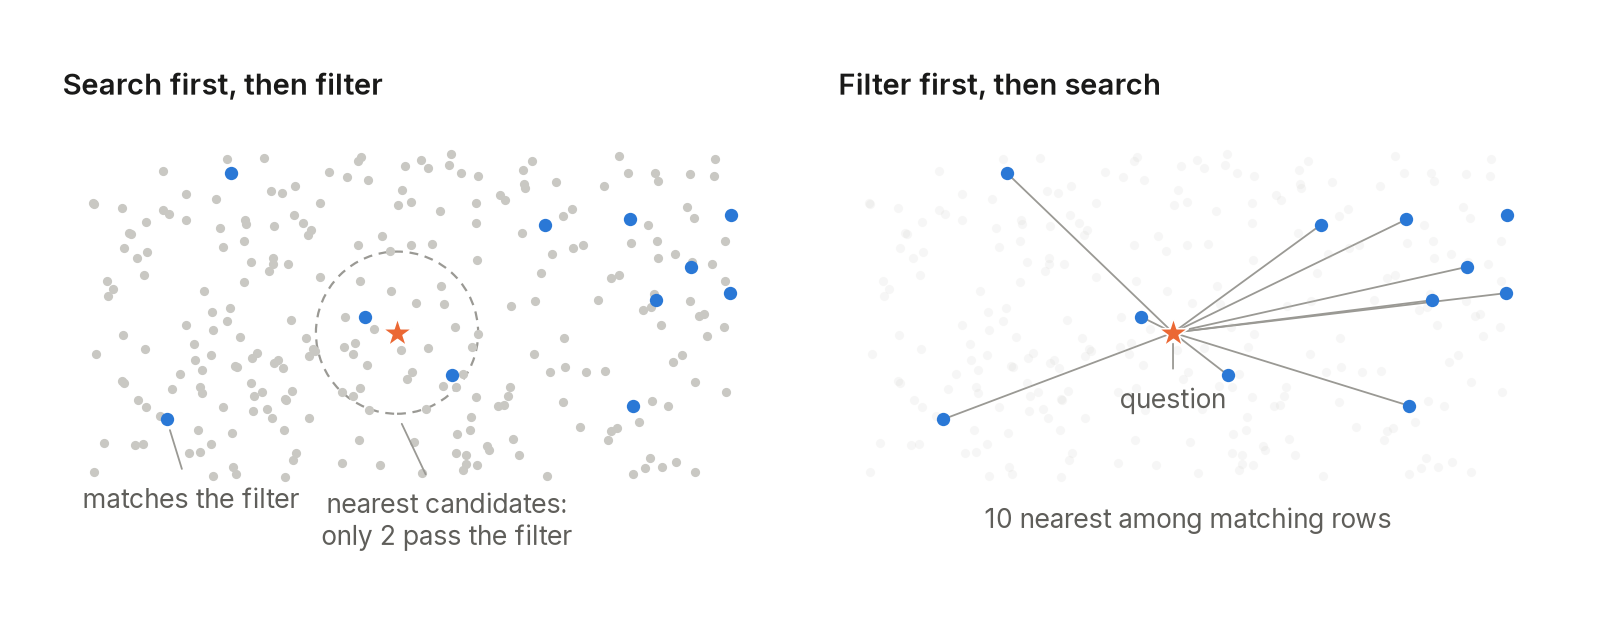 Search first, then filter
Filter first, then search
question
matches the filter
nearest candidates:
only 2 pass the filter
10 nearest among matching rows